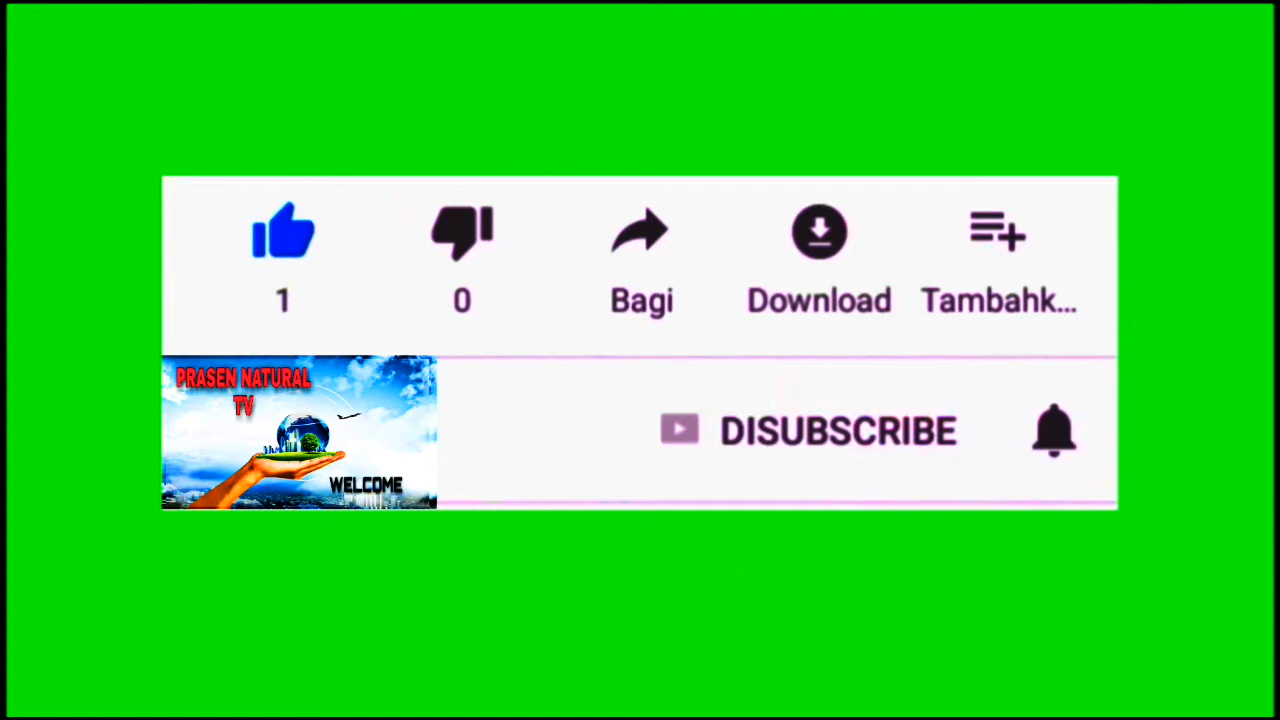 1 0
Bagi Download Tambahk...
PRASEN NATURAL
TV
WELCOME
DISUBSCRIBE